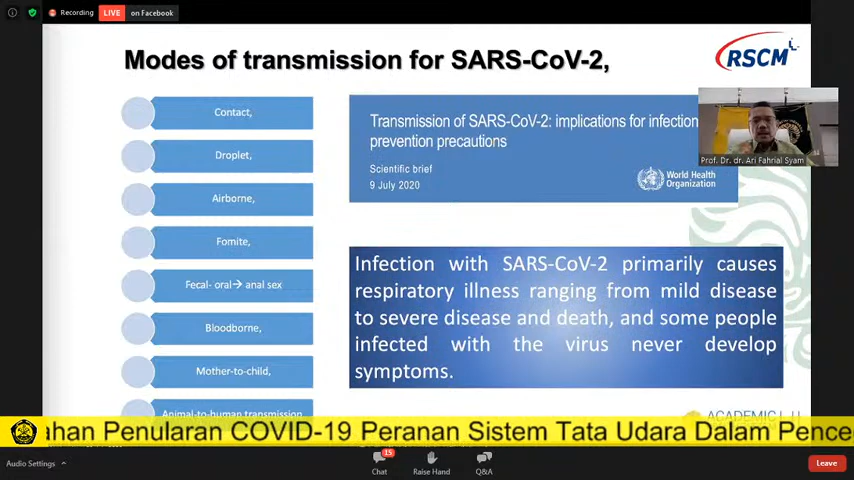 Recording
LIVE
on Facebook
Modes of transmission for SARS-CoV-2,
RSCM
Contact,
Droplet,
Airborne,
Fomite,
Fecal- oral→ anal sex
Bloodborne,
Mother-to-child,
Animal-to-human transmission
Transmission of SARS-CoV-2: implications for infection
prevention precautions
Scientific brief
9 July 2020
World Health
Organization
Prof. Dr. dr. Ari Fahrial Syam
Infection with SARS-CoV-2 primarily causes
respiratory illness ranging from mild disease
to severe disease and death, and some people
infected with the virus never develop
symptoms.
ahan Penularan COVID-19 Peranan Sistem Tata Udara Dalam Pence
Audio Settings
15
Chat
Raise Hand
Q&A
Leave